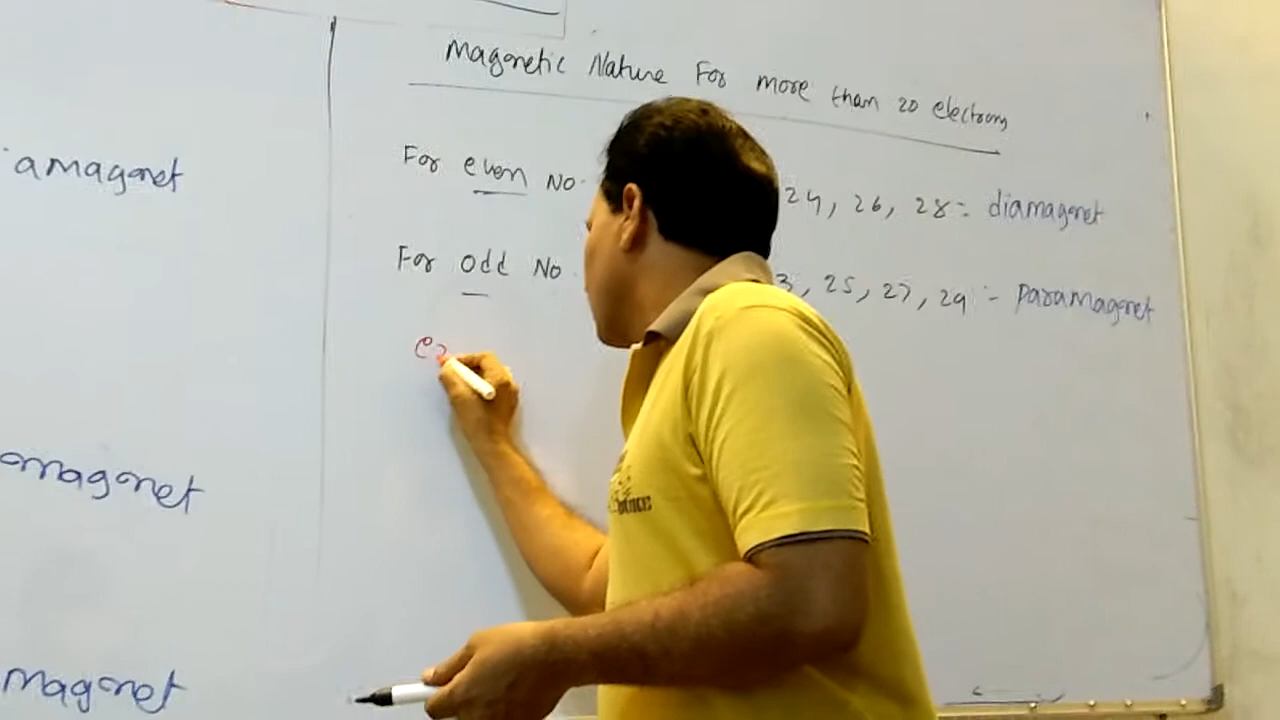 Magnetic Nature For more than 20 electrons
amagnet
For even No. 24, 26, 28 = diamagnet
For odd No. 3, 25, 27, 29 :- Paramagnet
magnet
magnet